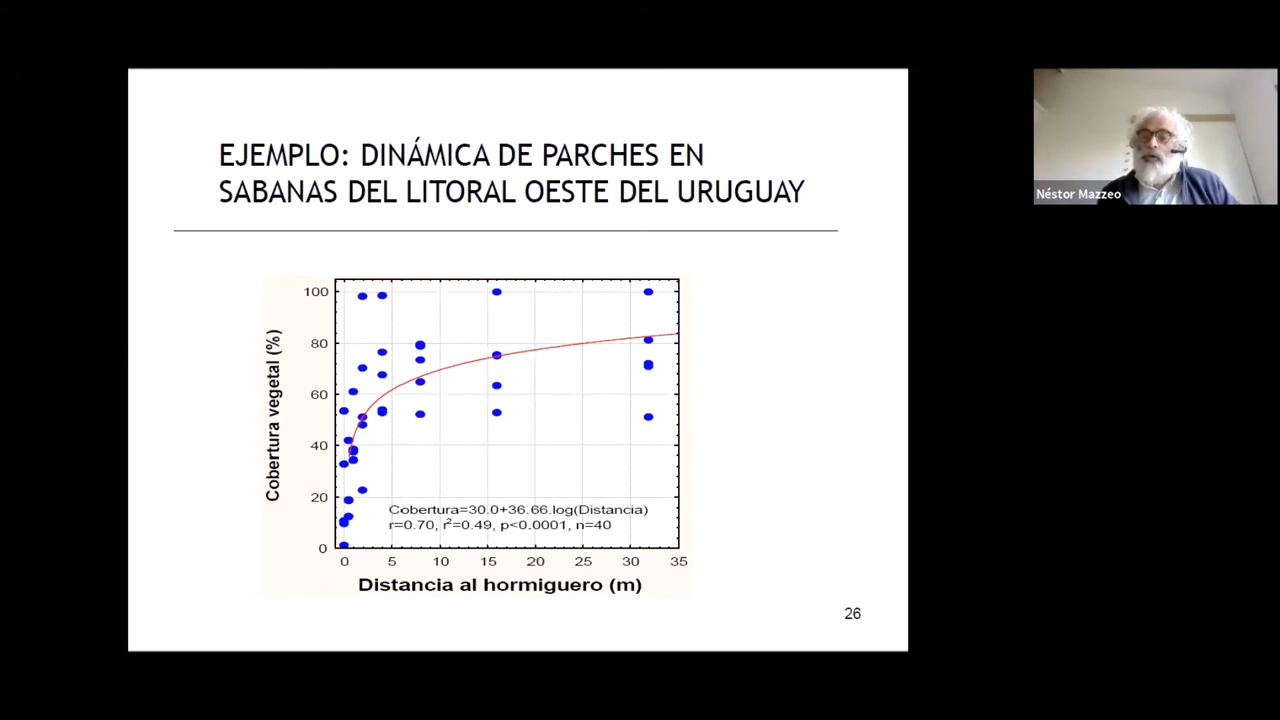 EJEMPLO: DINÁMICA DE PARCHES EN
SABANAS DEL LITORAL OESTE DEL URUGUAY
Néstor Mazzeo
Cobertura vegetal (%)
100
80
60
40
20
0
Cobertura=30.0+36.66.log(Distancia)
r=0.70, r²=0.49, p<0.0001, n=40
0 5 10 15 20 25 30 35
Distancia al hormiguero (m)
26